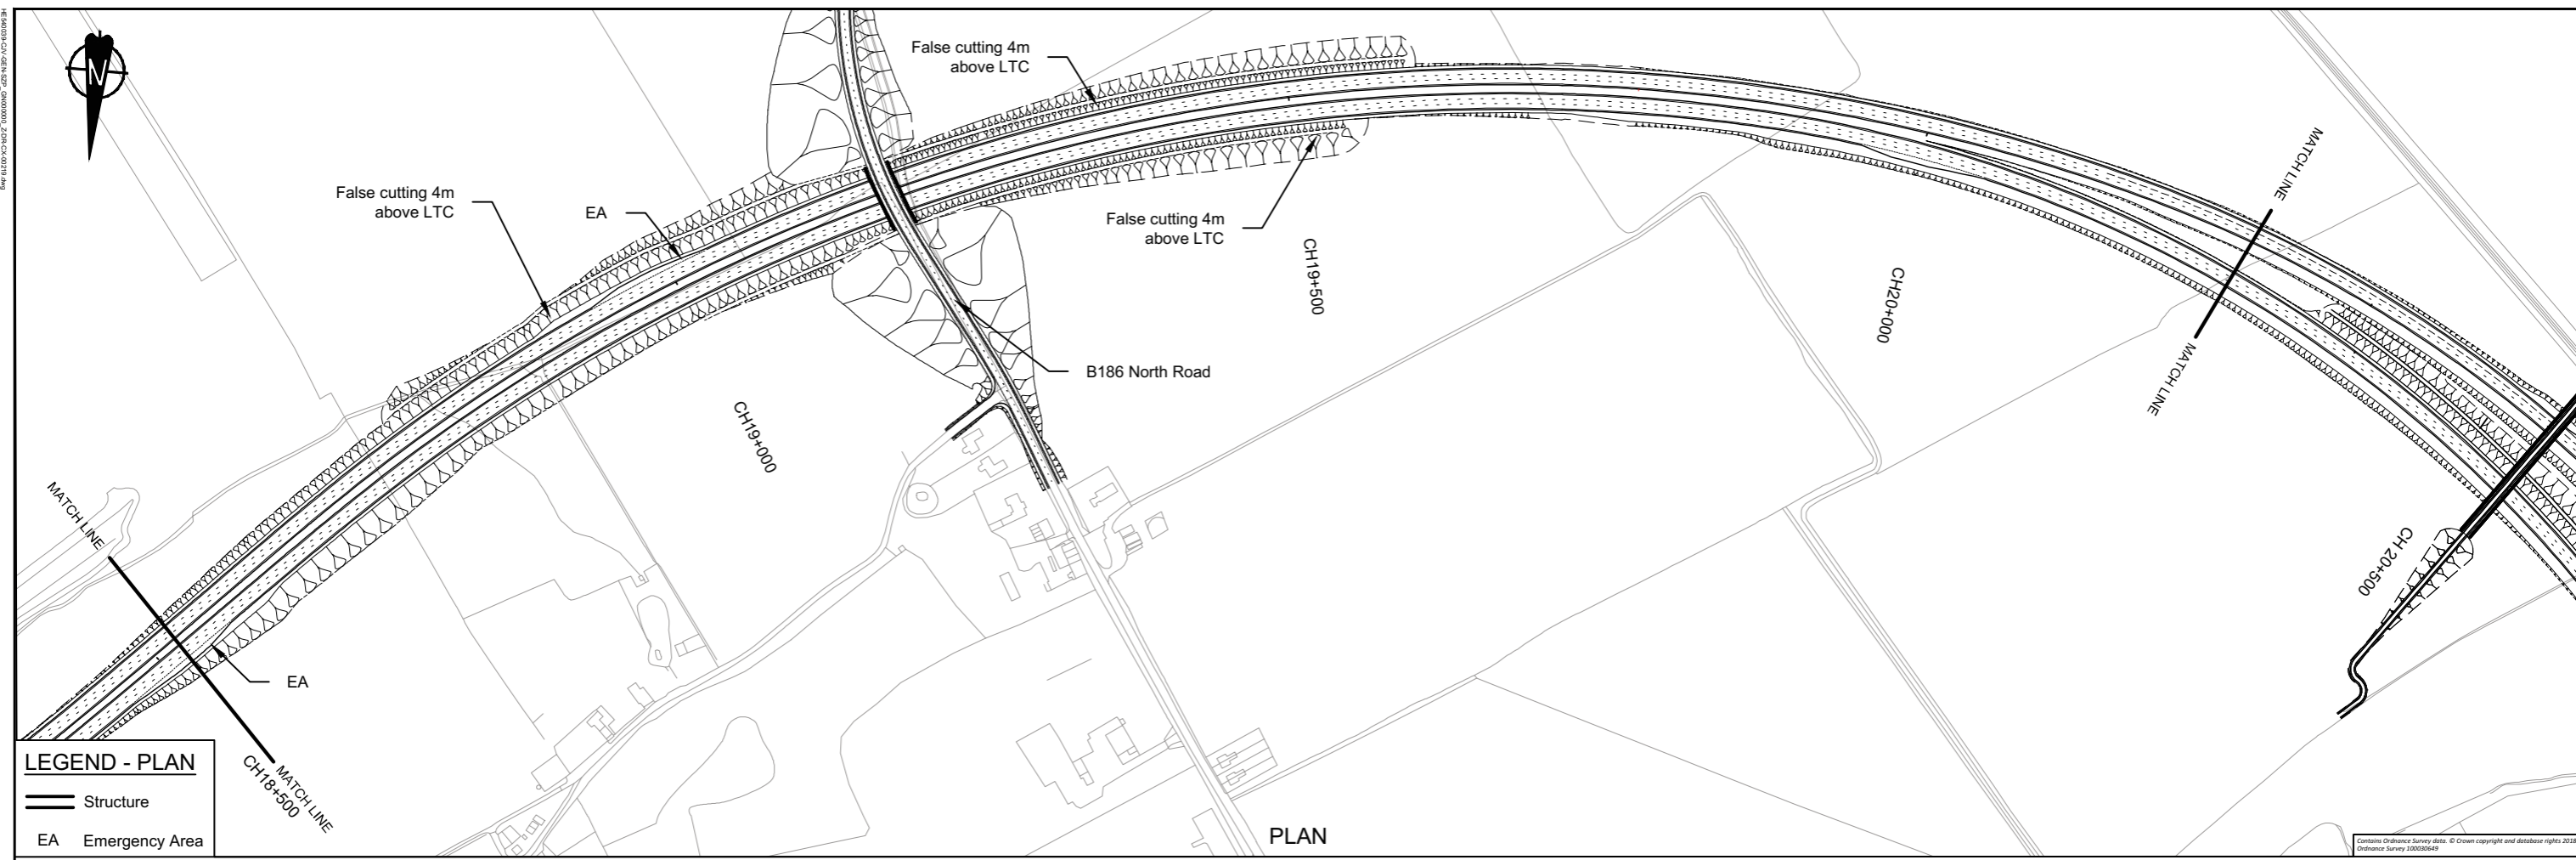 N
False cutting 4m
above LTC
False cutting 4m
above LTC
EA
False cutting 4m
above LTC
B186 North Road
CH19+000
CH19+500
CH20+000
CH 20+500
MATCH LINE
MATCH LINE
MATCH LINE
MATCH LINE
CH18+500
EA
LEGEND - PLAN
Structure
EA Emergency Area
PLAN
Contains Ordnance Survey data. © Crown copyright and database rights 2018
Ordnance Survey 100030649